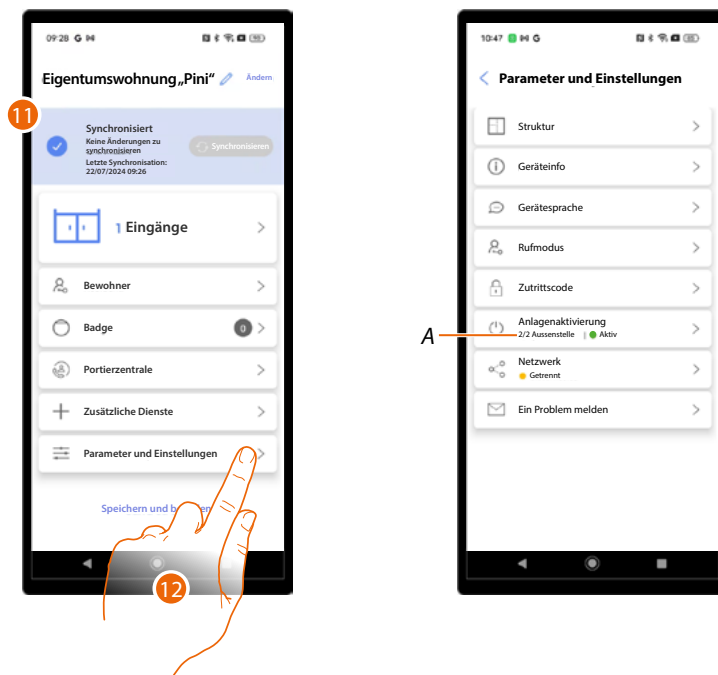 09:28 G
Eigentumswohnung „Pini“ Ändern
11
Synchronisiert
Keine Änderungen zu
synchronisieren
Synchronisieren
Letzte Synchronisation:
22/07/2024 09:26
1 Eingänge
Bewohner
Badge 0
Portierzentrale
Zusätzliche Dienste
Parameter und Einstellungen
Speichern und
12
10:47 G
Parameter und Einstellungen
Struktur
Geräteinfo
Gerätesprache
Rufmodus
Zutrittscode
Anlagenaktivierung
A
2/2 Aussenstelle | Aktiv
Netzwerk
Getrennt
Ein Problem melden